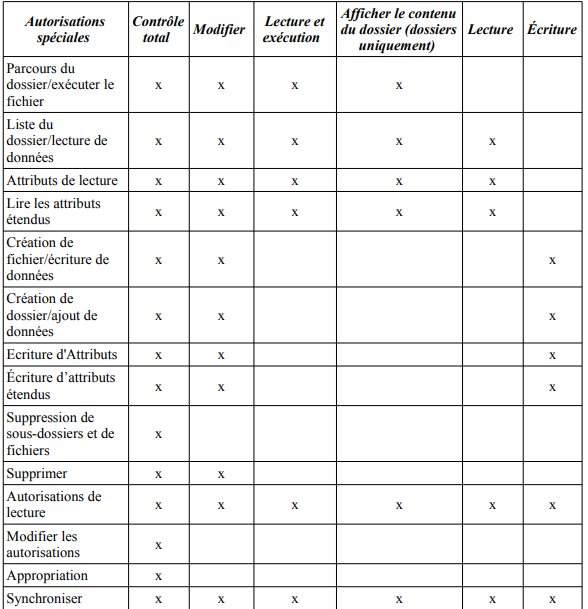 Autorisations spéciales Contrôle total Modifier Lecture et exécution Afficher le contenu du dossier (dossiers uniquement) Lecture Écriture
Parcours du
dossier/exécuter le
fichier x x x x
Liste du
dossier/lecture de
données x x x x x
Attributs de lecture x x x x x
Lire les attributs
étendus x x x x x
Création de
fichier/écriture de
données x x x
Création de
dossier/ajout de
données x x x
Ecriture d'Attributs x x x
Écriture d’attributs
étendus x x x
Suppression de
sous-dossiers et de
fichiers x
Supprimer x x
Autorisations de
lecture x x x x x x
Modifier les
autorisations x
Appropriation x
Synchroniser x x x x x x